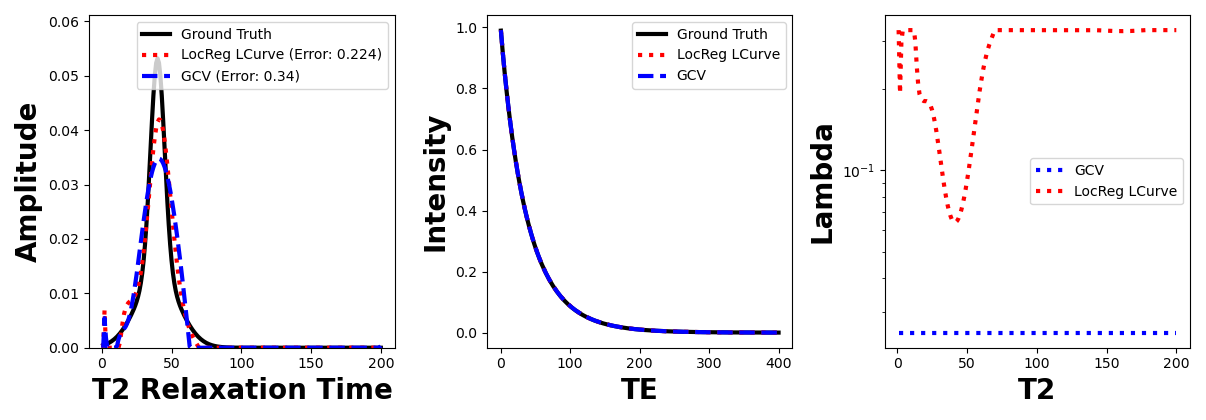 0.06
0.05
0.04
0.03
0.02
0.01
0.00
Amplitude
Ground Truth
LocReg LCurve (Error: 0.224)
GCV (Error: 0.34)
0 50 100 150 200
T2 Relaxation Time
1.0
0.8
0.6
0.4
0.2
0.0
Intensity
Ground Truth
LocReg LCurve
GCV
0 100 200 300 400
TE
10⁻¹
Lambda
GCV
LocReg LCurve
0 50 100 150 200
T2